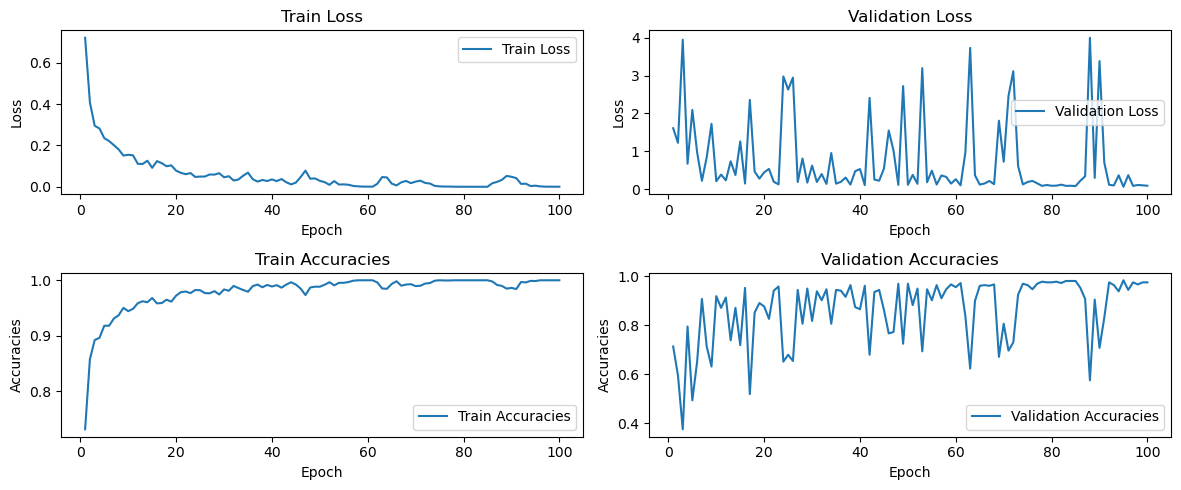 Train Loss
Loss
0.6
0.4
0.2
0.0
Train Loss
0 20 40 60 80 100
Epoch
Validation Loss
Loss
4
3
2
1
0
Validation Loss
0 20 40 60 80 100
Epoch
Train Accuracies
Accuracies
1.0
0.9
0.8
Train Accuracies
0 20 40 60 80 100
Epoch
Validation Accuracies
Accuracies
1.0
0.8
0.6
0.4
Validation Accuracies
0 20 40 60 80 100
Epoch